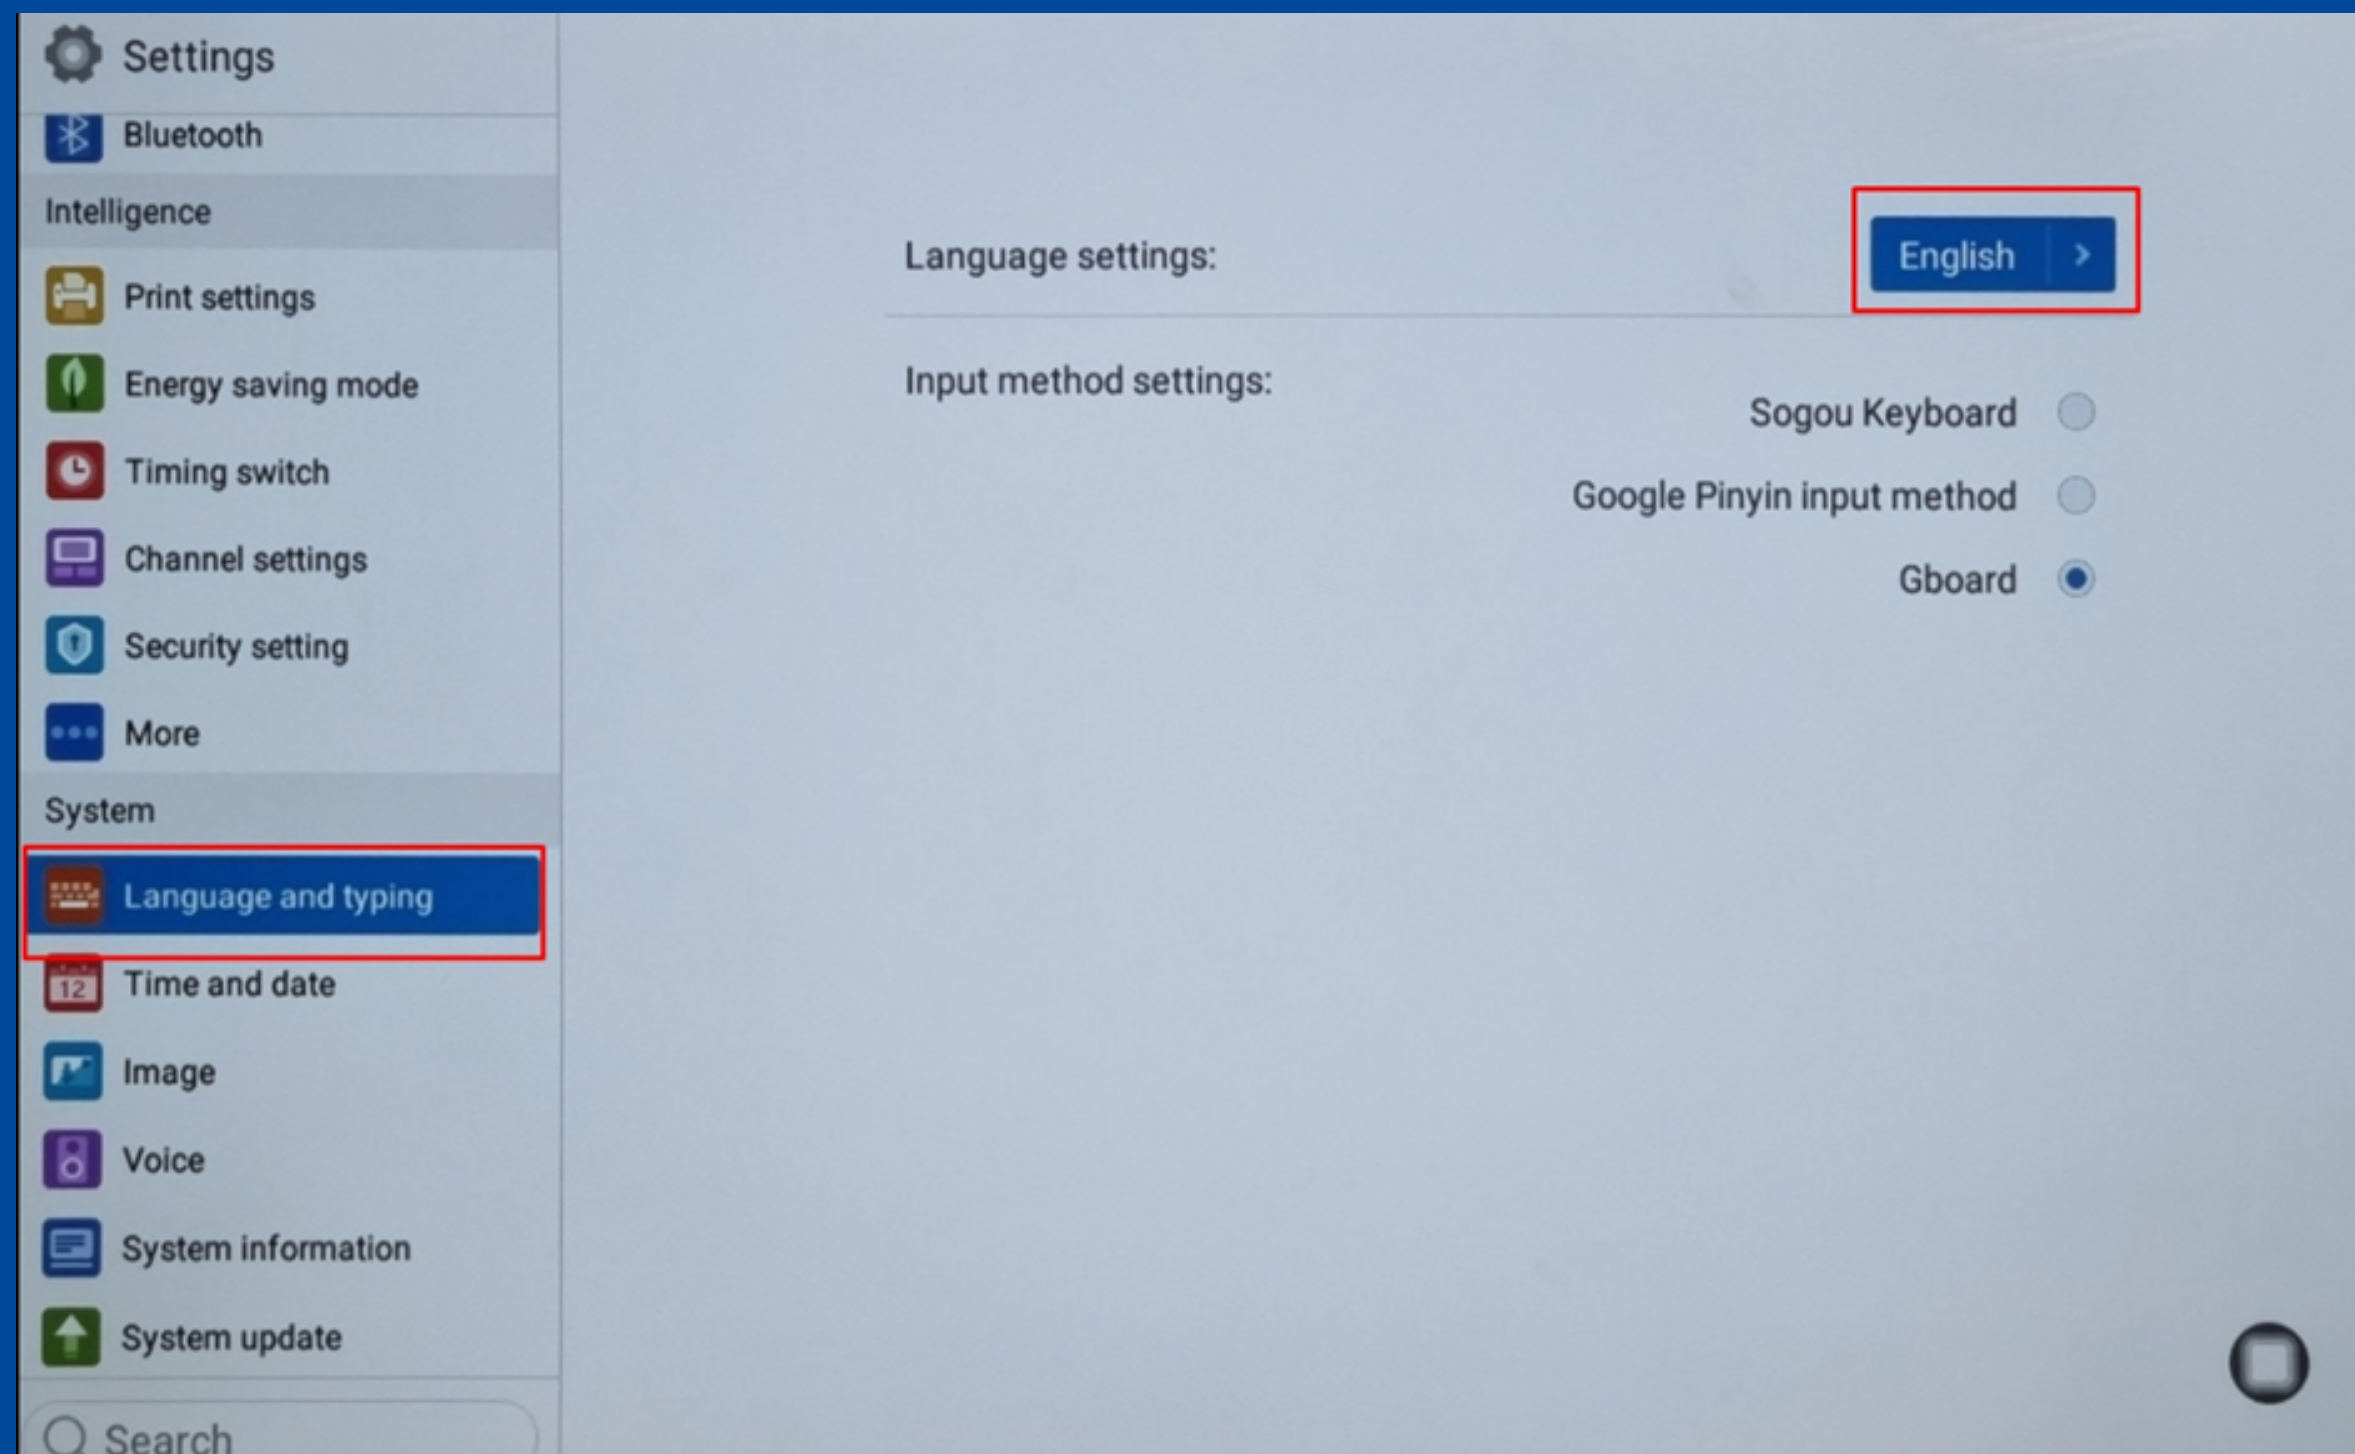 Settings
Bluetooth
Intelligence
Print settings
Energy saving mode
Timing switch
Channel settings
Security setting
More
System
Language and typing
12
Time and date
Image
Voice
System information
System update
Search
Language settings:
English >
Input method settings:
Sogou Keyboard
Google Pinyin input method
Gboard